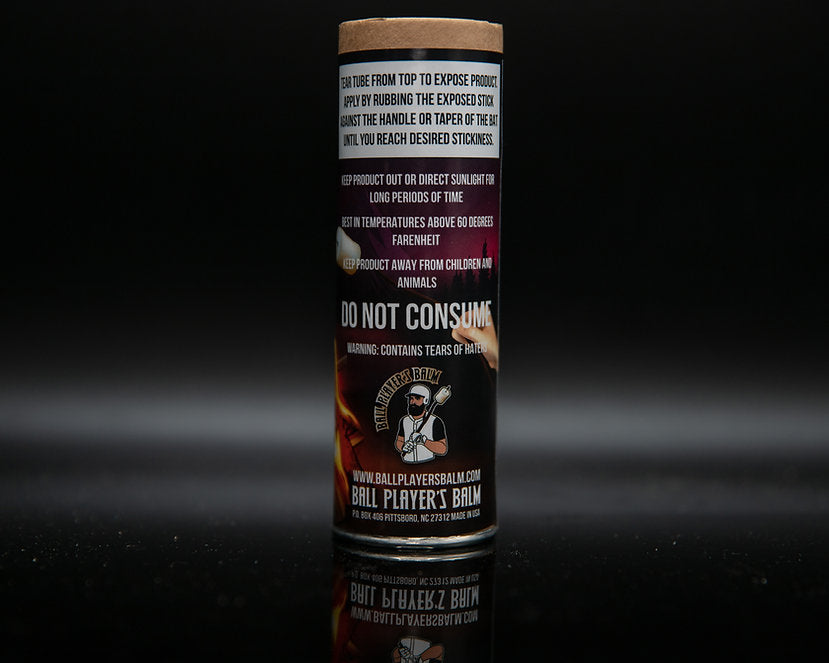 TEAR TUBE FROM TOP TO EXPOSE PRODUCT.
APPLY BY RUBBING THE EXPOSED STICK
AGAINST THE HANDLE OR TAPER OF THE BAT
UNTIL YOU REACH DESIRED STICKINESS.
KEEP PRODUCT OUT OR DIRECT SUNLIGHT FOR
LONG PERIODS OF TIME
BEST IN TEMPERATURES ABOVE 60 DEGREES
FARENHEIT
KEEP PRODUCT AWAY FROM CHILDREN AND
ANIMALS
DO NOT CONSUME
WARNING: CONTAINS TEARS OF HATERS
BALL PLAYER'S BALM
WWW.BALLPLAYERSBALM.COM
BALL PLAYER'S BALM
P.O. BOX 406 PITTSBORO, NC 27312 MADE IN USA